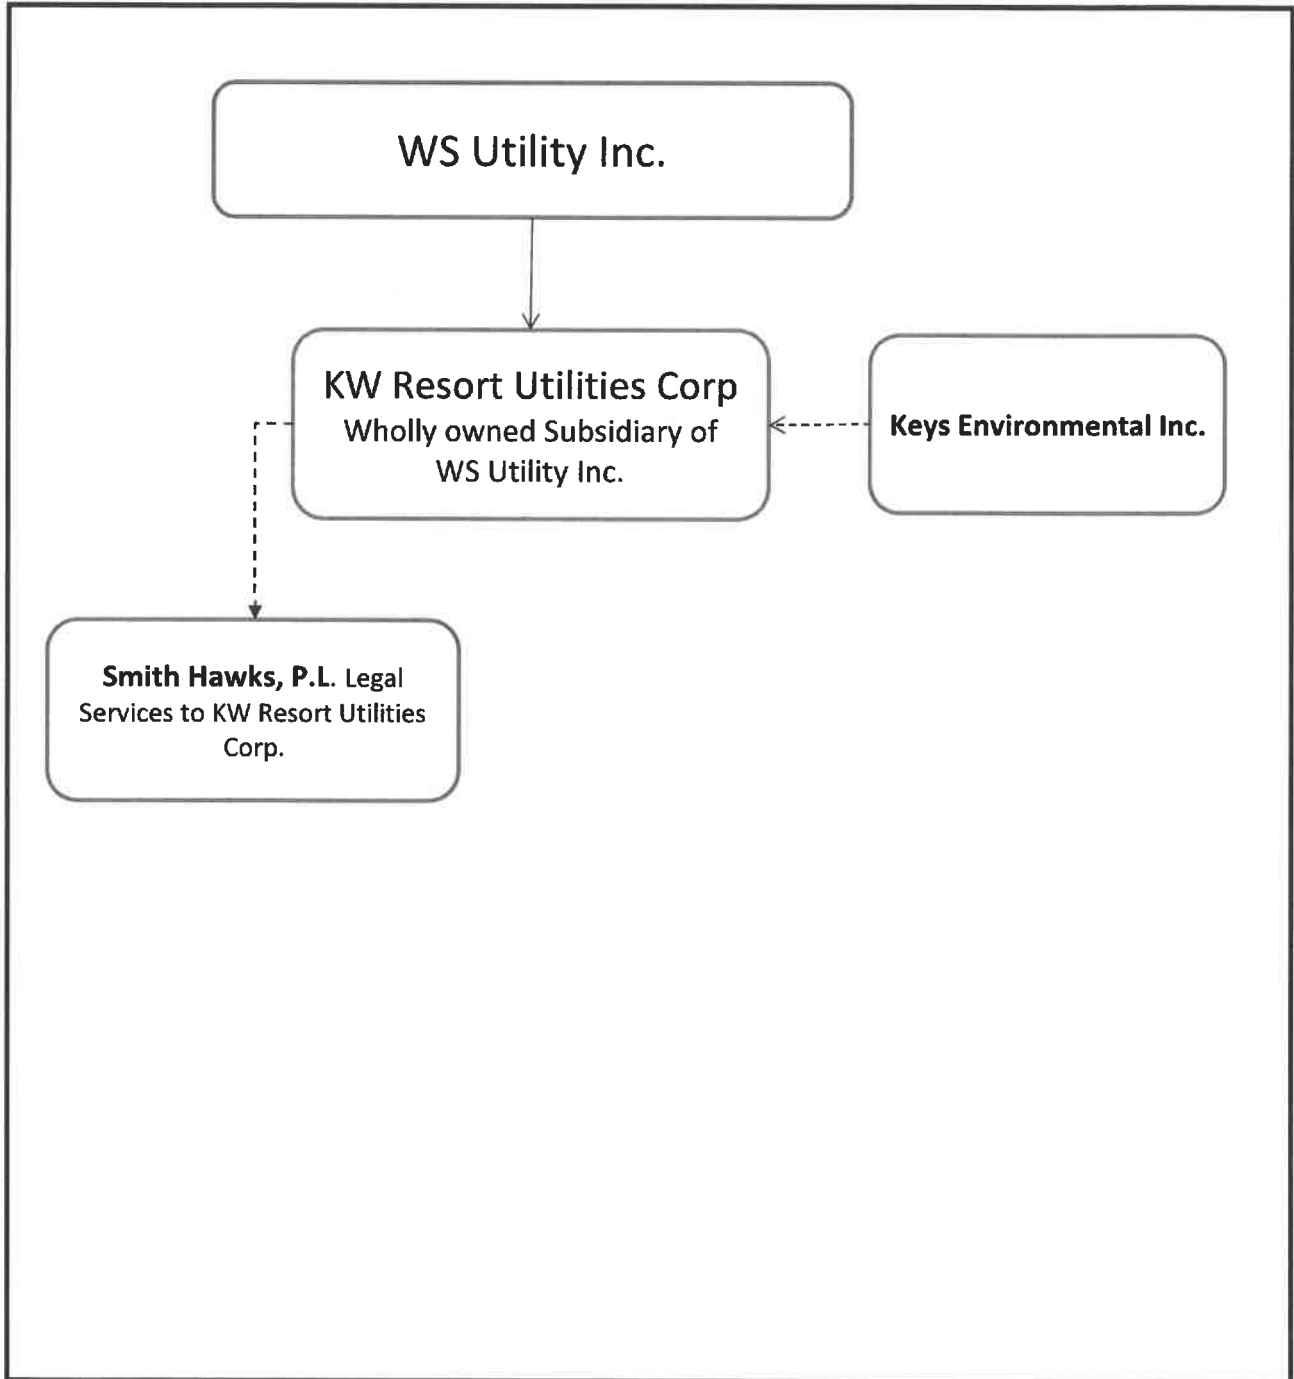 WS Utility Inc.
KW Resort Utilities Corp
Wholly owned Subsidiary of
WS Utility Inc.
Keys Environmental Inc.
Smith Hawks, P.L. Legal
Services to KW Resort Utilities
Corp.